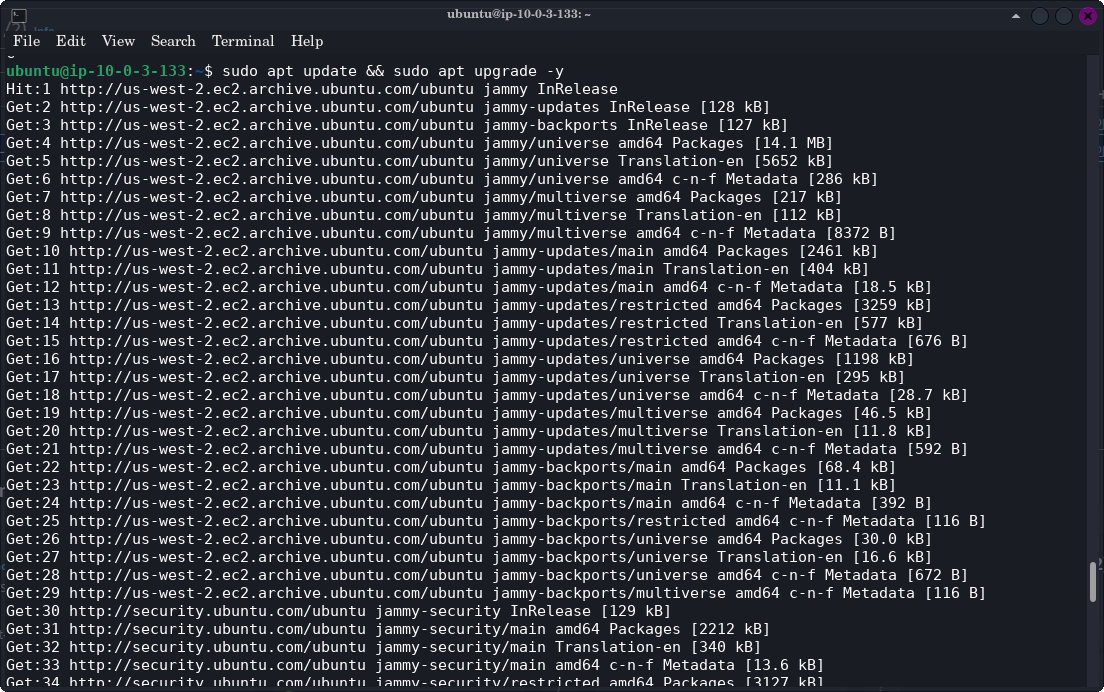 ubuntu@ip-10-0-3-133: ~
File Edit View Search Terminal Help
ubuntu@ip-10-0-3-133:~$ sudo apt update && sudo apt upgrade -y
Hit:1 http://us-west-2.ec2.archive.ubuntu.com/ubuntu jammy InRelease
Get:2 http://us-west-2.ec2.archive.ubuntu.com/ubuntu jammy-updates InRelease [128 kB]
Get:3 http://us-west-2.ec2.archive.ubuntu.com/ubuntu jammy-backports InRelease [127 kB]
Get:4 http://us-west-2.ec2.archive.ubuntu.com/ubuntu jammy/universe amd64 Packages [14.1 MB]
Get:5 http://us-west-2.ec2.archive.ubuntu.com/ubuntu jammy/universe Translation-en [5652 kB]
Get:6 http://us-west-2.ec2.archive.ubuntu.com/ubuntu jammy/universe amd64 c-n-f Metadata [286 kB]
Get:7 http://us-west-2.ec2.archive.ubuntu.com/ubuntu jammy/multiverse amd64 Packages [217 kB]
Get:8 http://us-west-2.ec2.archive.ubuntu.com/ubuntu jammy/multiverse Translation-en [112 kB]
Get:9 http://us-west-2.ec2.archive.ubuntu.com/ubuntu jammy/multiverse amd64 c-n-f Metadata [8372 B]
Get:10 http://us-west-2.ec2.archive.ubuntu.com/ubuntu jammy-updates/main amd64 Packages [2461 kB]
Get:11 http://us-west-2.ec2.archive.ubuntu.com/ubuntu jammy-updates/main Translation-en [404 kB]
Get:12 http://us-west-2.ec2.archive.ubuntu.com/ubuntu jammy-updates/main amd64 c-n-f Metadata [18.5 kB]
Get:13 http://us-west-2.ec2.archive.ubuntu.com/ubuntu jammy-updates/restricted amd64 Packages [3259 kB]
Get:14 http://us-west-2.ec2.archive.ubuntu.com/ubuntu jammy-updates/restricted Translation-en [577 kB]
Get:15 http://us-west-2.ec2.archive.ubuntu.com/ubuntu jammy-updates/restricted amd64 c-n-f Metadata [676 B]
Get:16 http://us-west-2.ec2.archive.ubuntu.com/ubuntu jammy-updates/universe amd64 Packages [1198 kB]
Get:17 http://us-west-2.ec2.archive.ubuntu.com/ubuntu jammy-updates/universe Translation-en [295 kB]
Get:18 http://us-west-2.ec2.archive.ubuntu.com/ubuntu jammy-updates/universe amd64 c-n-f Metadata [28.7 kB]
Get:19 http://us-west-2.ec2.archive.ubuntu.com/ubuntu jammy-updates/multiverse amd64 Packages [46.5 kB]
Get:20 http://us-west-2.ec2.archive.ubuntu.com/ubuntu jammy-updates/multiverse Translation-en [11.8 kB]
Get:21 http://us-west-2.ec2.archive.ubuntu.com/ubuntu jammy-updates/multiverse amd64 c-n-f Metadata [592 B]
Get:22 http://us-west-2.ec2.archive.ubuntu.com/ubuntu jammy-backports/main amd64 Packages [68.4 kB]
Get:23 http://us-west-2.ec2.archive.ubuntu.com/ubuntu jammy-backports/main Translation-en [11.1 kB]
Get:24 http://us-west-2.ec2.archive.ubuntu.com/ubuntu jammy-backports/main amd64 c-n-f Metadata [392 B]
Get:25 http://us-west-2.ec2.archive.ubuntu.com/ubuntu jammy-backports/restricted amd64 c-n-f Metadata [116 B]
Get:26 http://us-west-2.ec2.archive.ubuntu.com/ubuntu jammy-backports/universe amd64 Packages [30.0 kB]
Get:27 http://us-west-2.ec2.archive.ubuntu.com/ubuntu jammy-backports/universe Translation-en [16.6 kB]
Get:28 http://us-west-2.ec2.archive.ubuntu.com/ubuntu jammy-backports/universe amd64 c-n-f Metadata [672 B]
Get:29 http://us-west-2.ec2.archive.ubuntu.com/ubuntu jammy-backports/multiverse amd64 c-n-f Metadata [116 B]
Get:30 http://security.ubuntu.com/ubuntu jammy-security InRelease [129 kB]
Get:31 http://security.ubuntu.com/ubuntu jammy-security/main amd64 Packages [2212 kB]
Get:32 http://security.ubuntu.com/ubuntu jammy-security/main Translation-en [340 kB]
Get:33 http://security.ubuntu.com/ubuntu jammy-security/main amd64 c-n-f Metadata [13.6 kB]
Get:34 http://security.ubuntu.com/ubuntu jammy-security/restricted amd64 Packages [3127 kB]